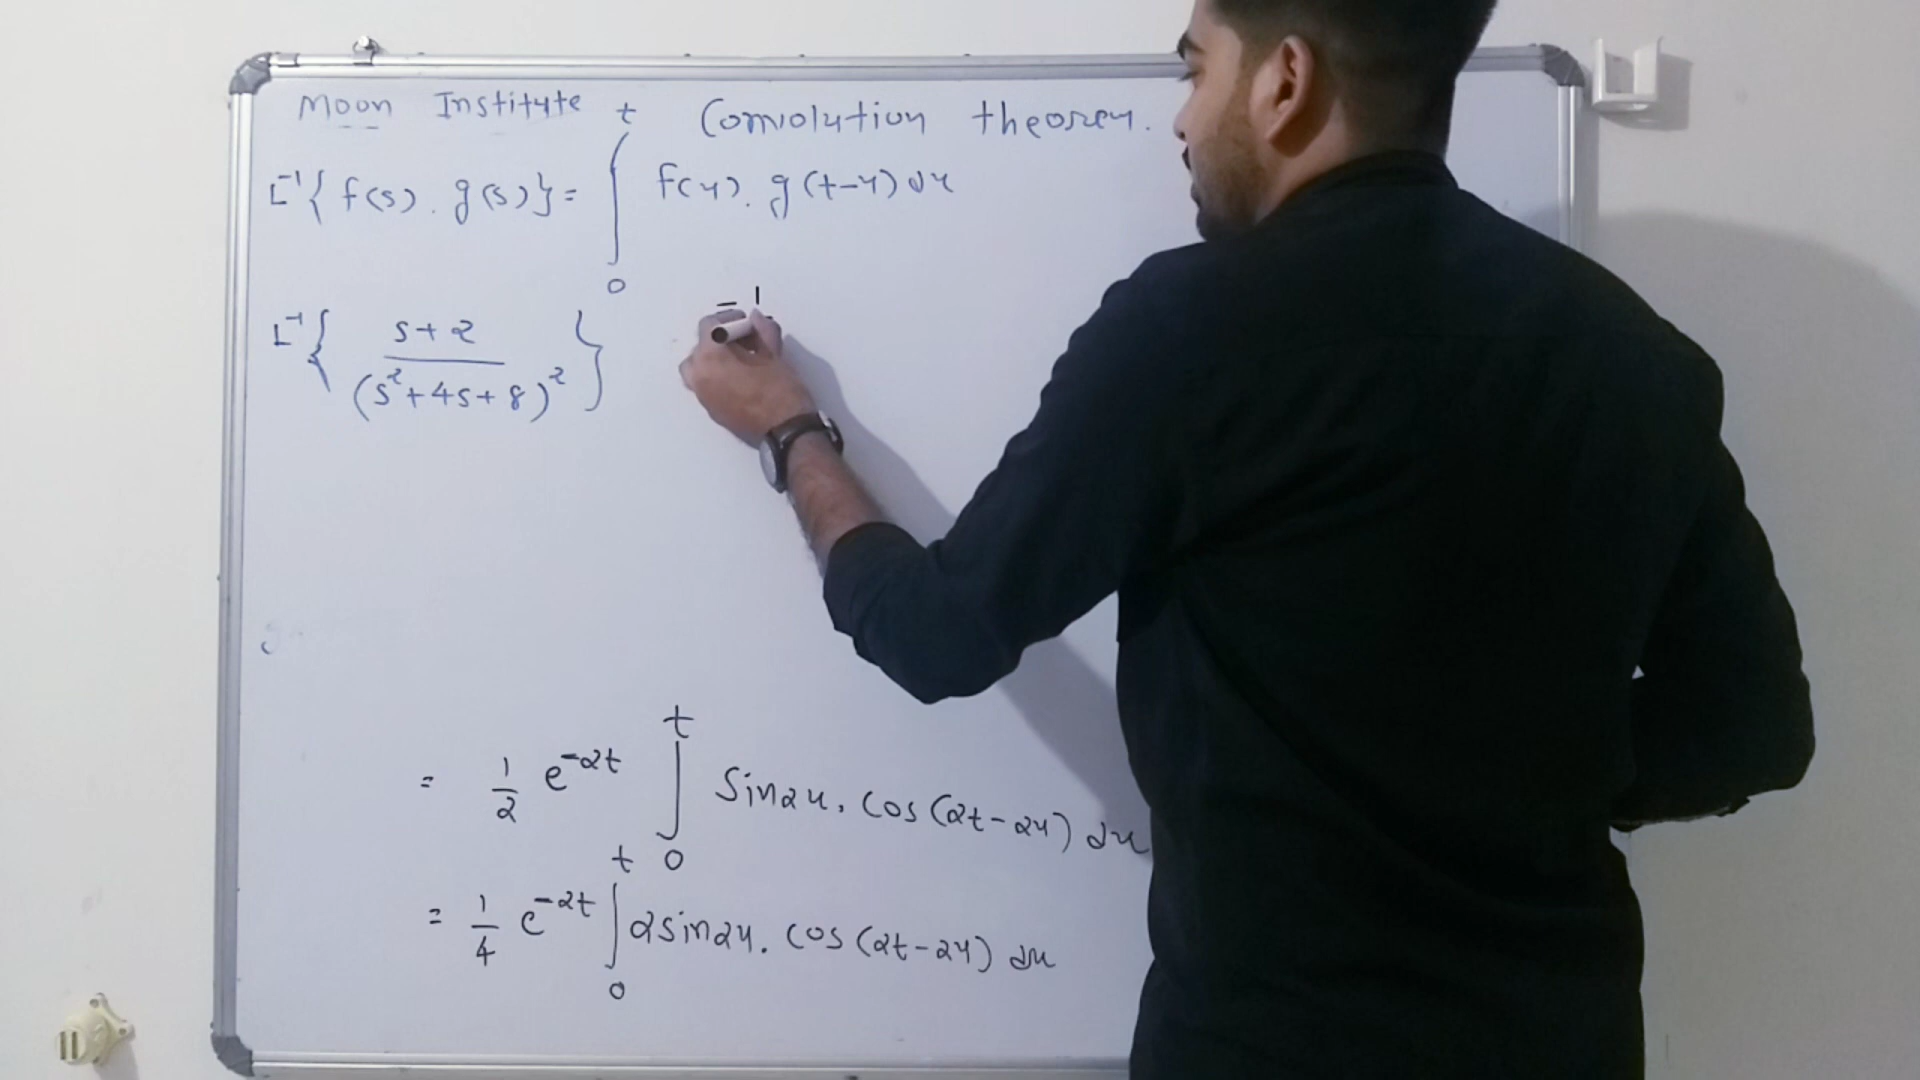 Moon Institute
Convolution theorem.
L⁻¹{ f(s) . g(s) } = ∫₀ᵗ f(u) . g(t-u) du
L⁻¹{ (s+2) / (s²+4s+8)² }
= 1
= 1/2 e^-2t ∫₀ᵗ Sin2u . cos(2t-2u) du
= 1/4 e^-2t ∫₀ᵗ 2sin2u . cos(2t-2u) du